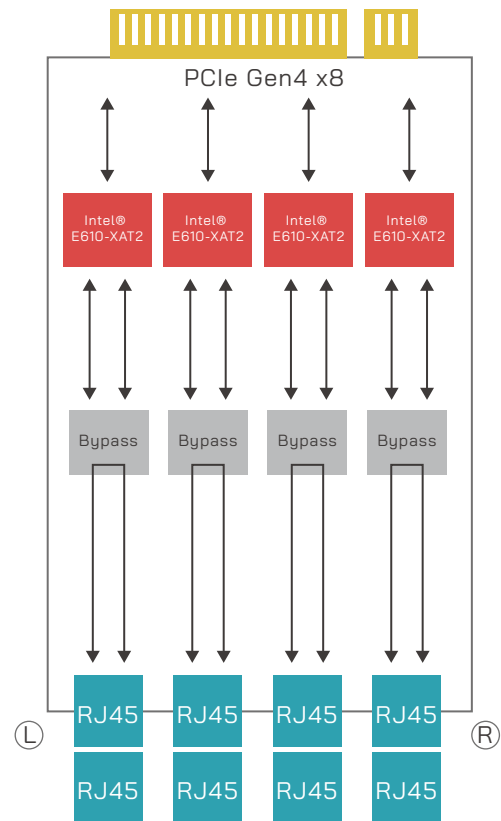 PCIe Gen4 x8
Intel®
E610-XAT2
Intel®
E610-XAT2
Intel®
E610-XAT2
Intel®
E610-XAT2
Bypass
Bypass
Bypass
Bypass
RJ45
RJ45
RJ45
RJ45
L
R
RJ45
RJ45
RJ45
RJ45